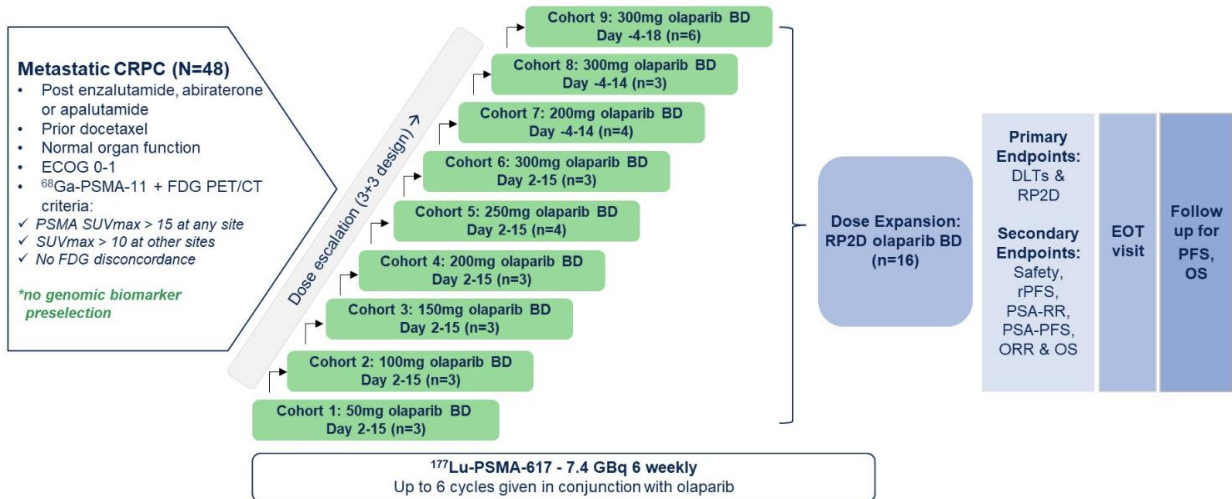 Metastatic CRPC (N=48)
• Post enzalutamide, abiraterone
or apalutamide
• Prior docetaxel
• Normal organ function
• ECOG 0-1
• ⁶⁸Ga-PSMA-11 + FDG PET/CT
criteria:
✓ PSMA SUVmax > 15 at any site
✓ SUVmax > 10 at other sites
✓ No FDG discordance
*no genomic biomarker
preselection
Dose escalation (3+3 design) →
Cohort 9: 300mg olaparib BD
Day -4-18 (n=6)
Cohort 8: 300mg olaparib BD
Day -4-14 (n=3)
Cohort 7: 200mg olaparib BD
Day -4-14 (n=4)
Cohort 6: 300mg olaparib BD
Day 2-15 (n=3)
Cohort 5: 250mg olaparib BD
Day 2-15 (n=4)
Cohort 4: 200mg olaparib BD
Day 2-15 (n=3)
Cohort 3: 150mg olaparib BD
Day 2-15 (n=3)
Cohort 2: 100mg olaparib BD
Day 2-15 (n=3)
Cohort 1: 50mg olaparib BD
Day 2-15 (n=3)
¹⁷⁷Lu-PSMA-617 - 7.4 GBq 6 weekly
Up to 6 cycles given in conjunction with olaparib
Dose Expansion:
RP2D olaparib BD
(n=16)
Primary
Endpoints:
DLTs &
RP2D
Secondary
Endpoints:
Safety,
rPFS,
PSA-RR,
PSA-PFS,
ORR & OS
EOT
visit
Follow
up for
PFS,
OS